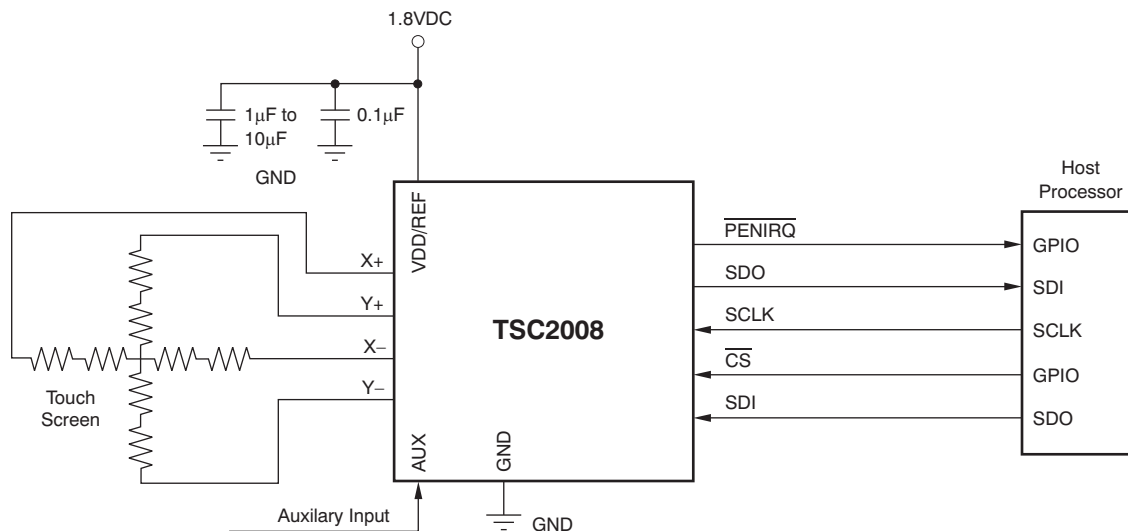 1.8VDC
1μF to
10μF
0.1μF
GND
Host
Processor
VDD/REF
PENIRQ
GPIO
X+
SDO
SDI
Y+
TSC2008
SCLK
SCLK
X−
CS
GPIO
Y−
SDI
SDO
Touch
Screen
AUX
GND
Auxilary Input
GND